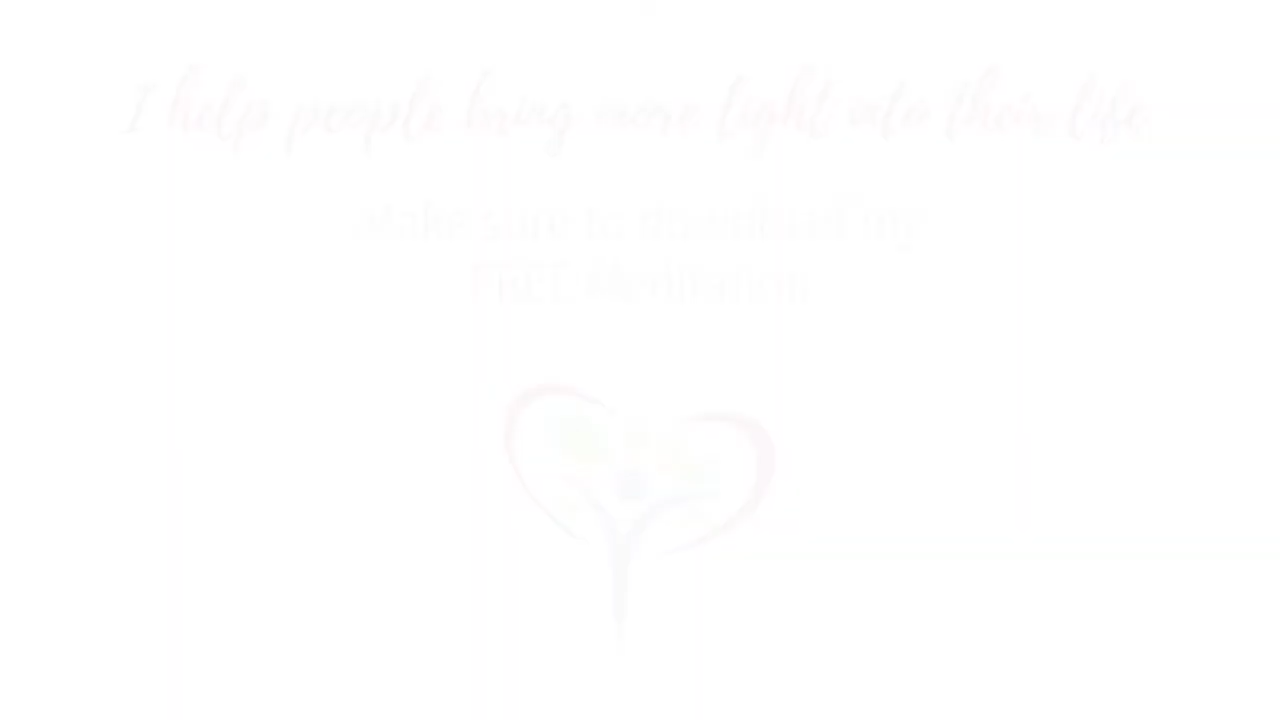 I help people bring more light into their life
Make sure to download my
FREE Meditation